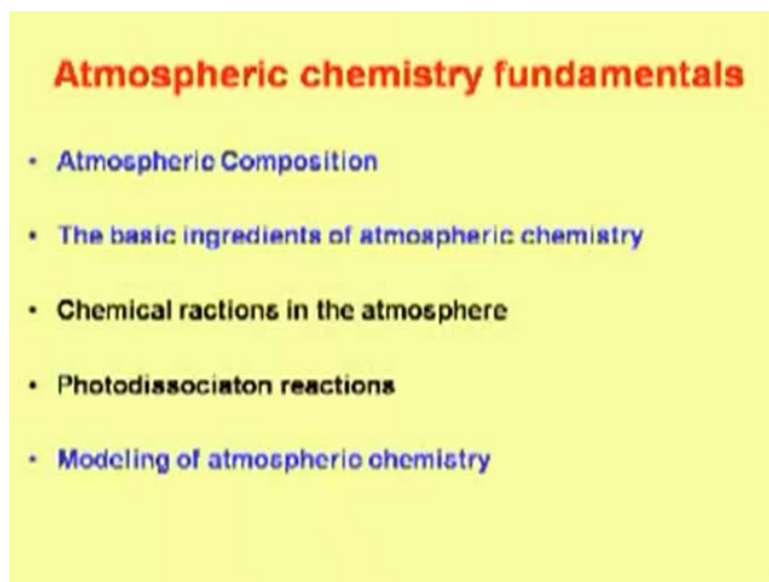 Atmospheric chemistry fundamentals
• Atmospheric Composition
• The basic ingredients of atmospheric chemistry
• Chemical ractions in the atmosphere
• Photodissociaton reactions
• Modeling of atmospheric chemistry